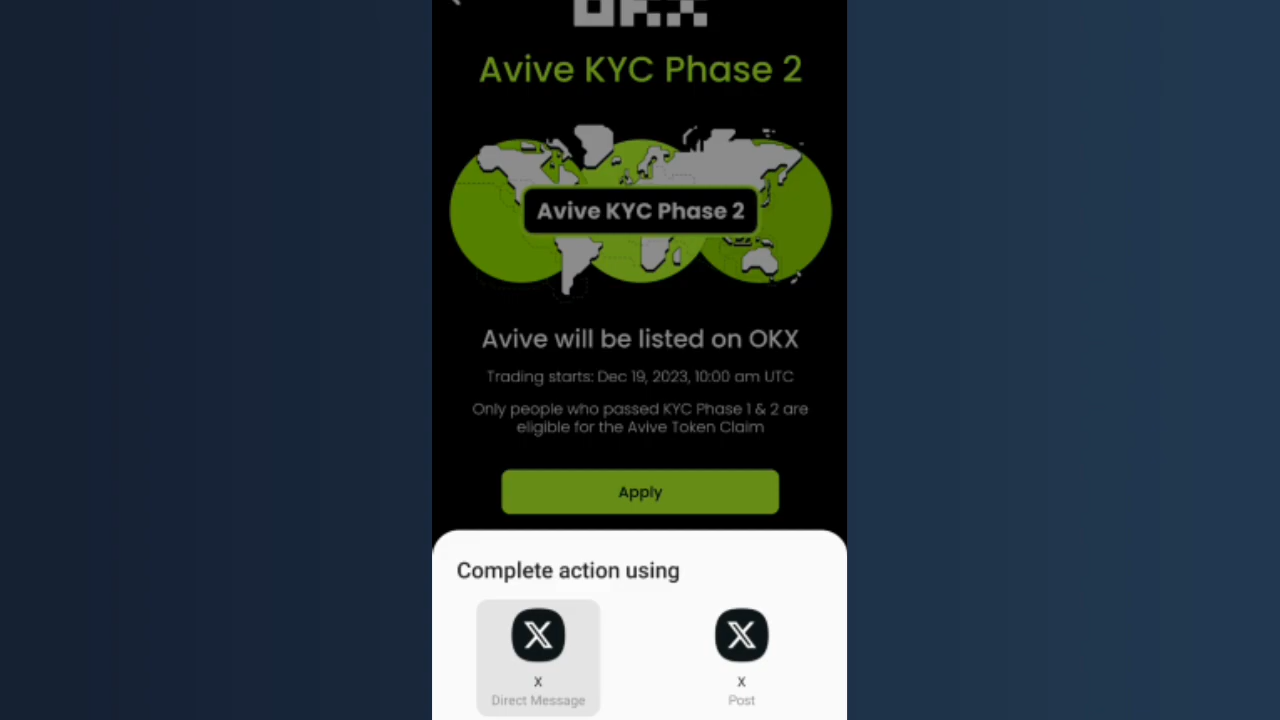 OKX
Avive KYC Phase 2
Avive KYC Phase 2
Avive will be listed on OKX
Trading starts: Dec 19, 2023, 10:00 am UTC
Only people who passed KYC Phase 1 & 2 are
eligible for the Avive Token Claim
Apply
Complete action using
X X
X X
Direct Message Post